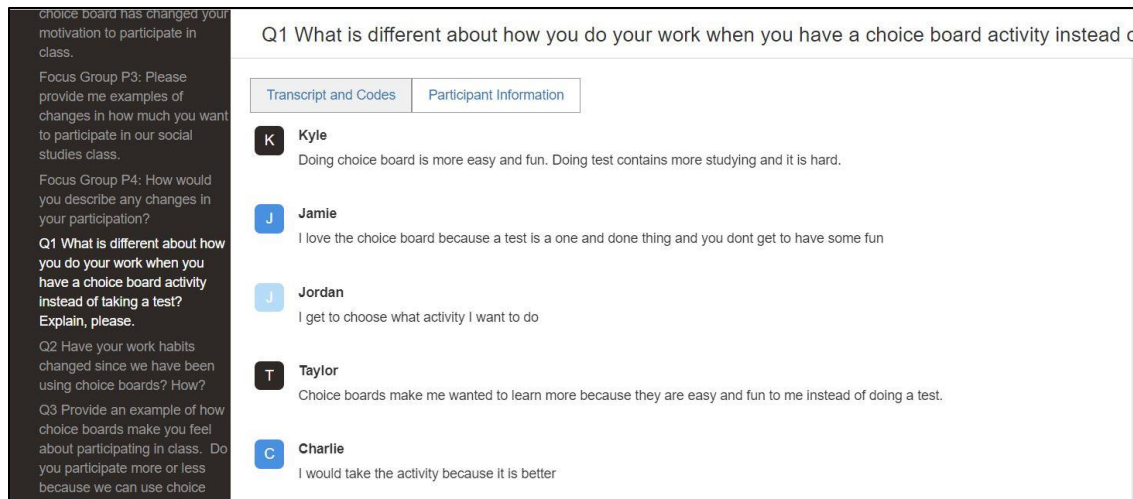 choice board has changed your
motivation to participate in
class.
Focus Group P3: Please
provide me examples of
changes in how much you want
to participate in our social
studies class.
Focus Group P4: How would
you describe any changes in
your participation?
Q1 What is different about how
you do your work when you
have a choice board activity
instead of taking a test?
Explain, please.
Q2 Have your work habits
changed since we have been
using choice boards? How?
Q3 Provide an example of how
choice boards make you feel
about participating in class. Do
you participate more or less
because we can use choice
Q1 What is different about how you do your work when you have a choice board activity instead
Transcript and Codes Participant Information
K Kyle
Doing choice board is more easy and fun. Doing test contains more studying and it is hard.
J Jamie
I love the choice board because a test is a one and done thing and you dont get to have some fun
J Jordan
I get to choose what activity I want to do
T Taylor
Choice boards make me wanted to learn more because they are easy and fun to me instead of doing a test.
C Charlie
I would take the activity because it is better